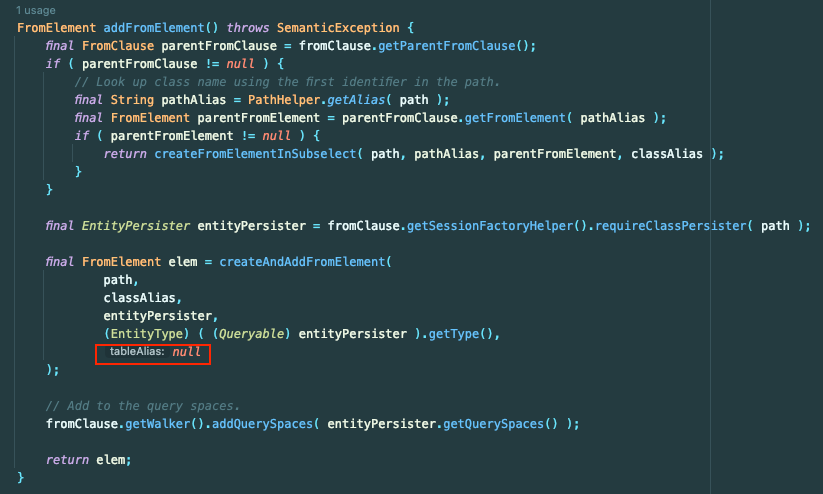 1 usage
FromElement addFromElement() throws SemanticException {
final FromClause parentFromClause = fromClause.getParentFromClause();
if ( parentFromClause != null ) {
// Look up class name using the first identifier in the path.
final String pathAlias = PathHelper.getAlias( path );
final FromElement parentFromElement = parentFromClause.getFromElement( pathAlias );
if ( parentFromElement != null ) {
return createFromElementInSubselect( path, pathAlias, parentFromElement, classAlias );
}
}
final EntityPersister entityPersister = fromClause.getSessionFactoryHelper().requireClassPersister( path );
final FromElement elem = createAndAddFromElement(
path,
classAlias,
entityPersister,
(EntityType) ( (Queryable) entityPersister ).getType(),
tableAlias: null
);
// Add to the query spaces.
fromClause.getWalker().addQuerySpaces( entityPersister.getQuerySpaces() );
return elem;
}